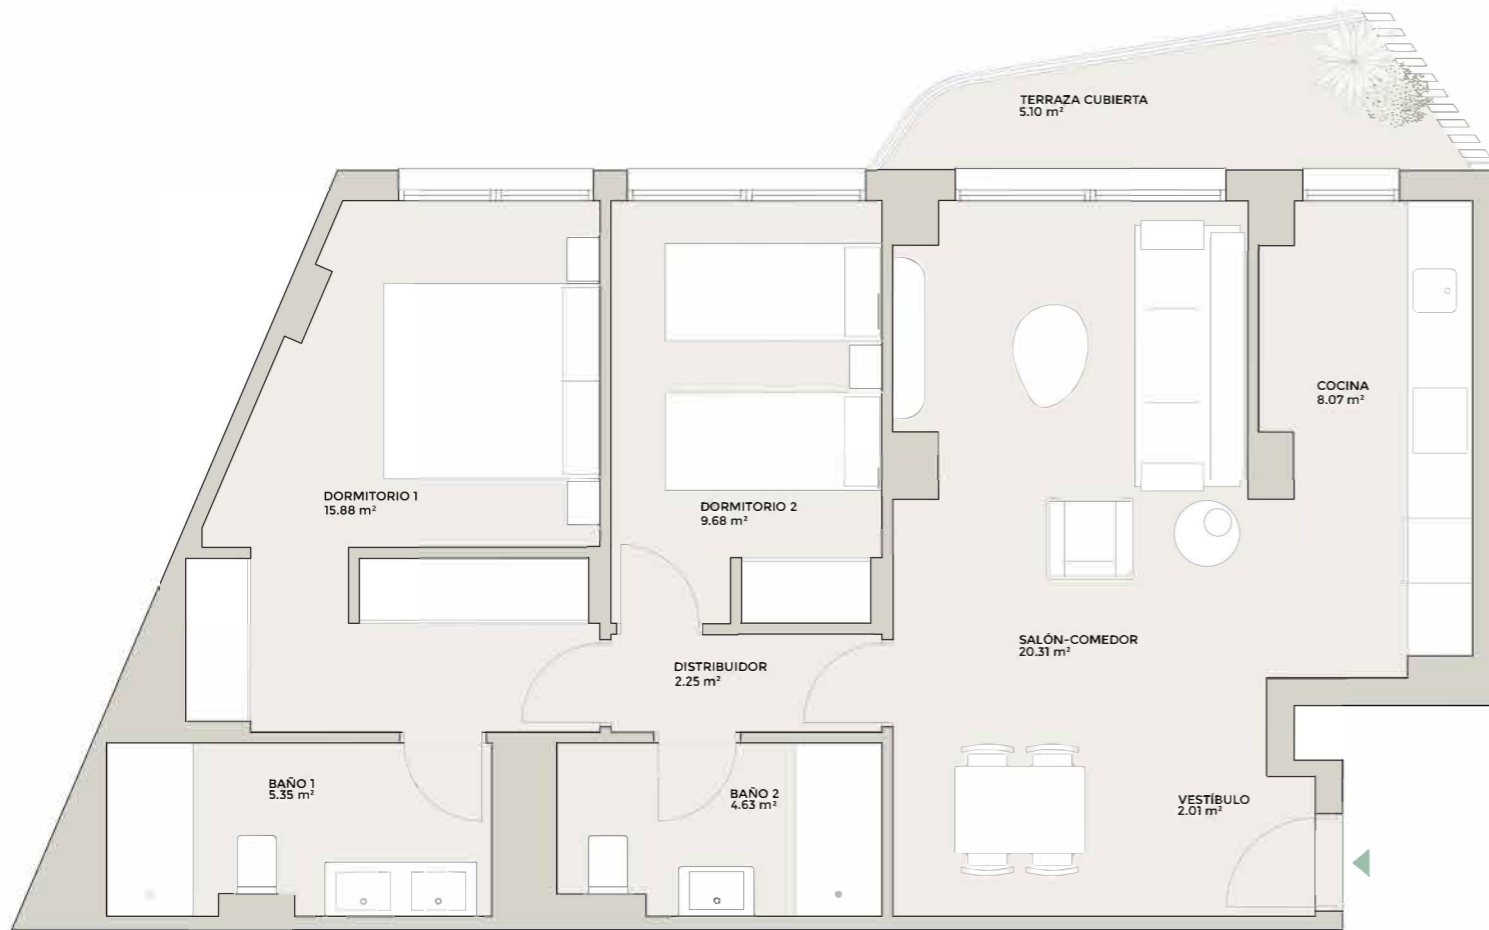 TERRAZA CUBIERTA
5.10 m²
COCINA
8.07 m²
DORMITORIO 1
15.88 m²
DORMITORIO 2
9.68 m²
SALÓN-COMEDOR
20.31 m²
DISTRIBUIDOR
2.25 m²
BAÑO 1
5.35 m²
BAÑO 2
4.63 m²
VESTÍBULO
2.01 m²